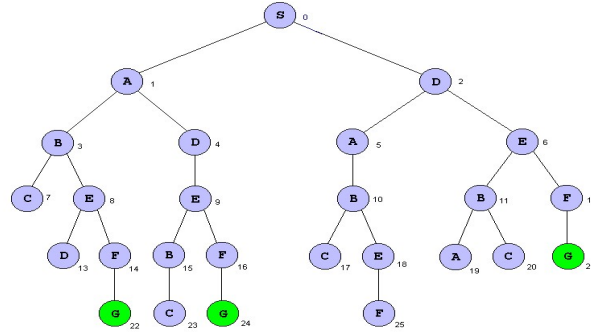 S 0
A 1 D 2
B 3 D 4 A 5 E 6
C 7 E 8 E 9 B 10 B 11 F 1
D 13 F 14 B 15 F 16 C 17 E 18 A 19 C 20 G 2
G 22 C 23 G 24 F 25